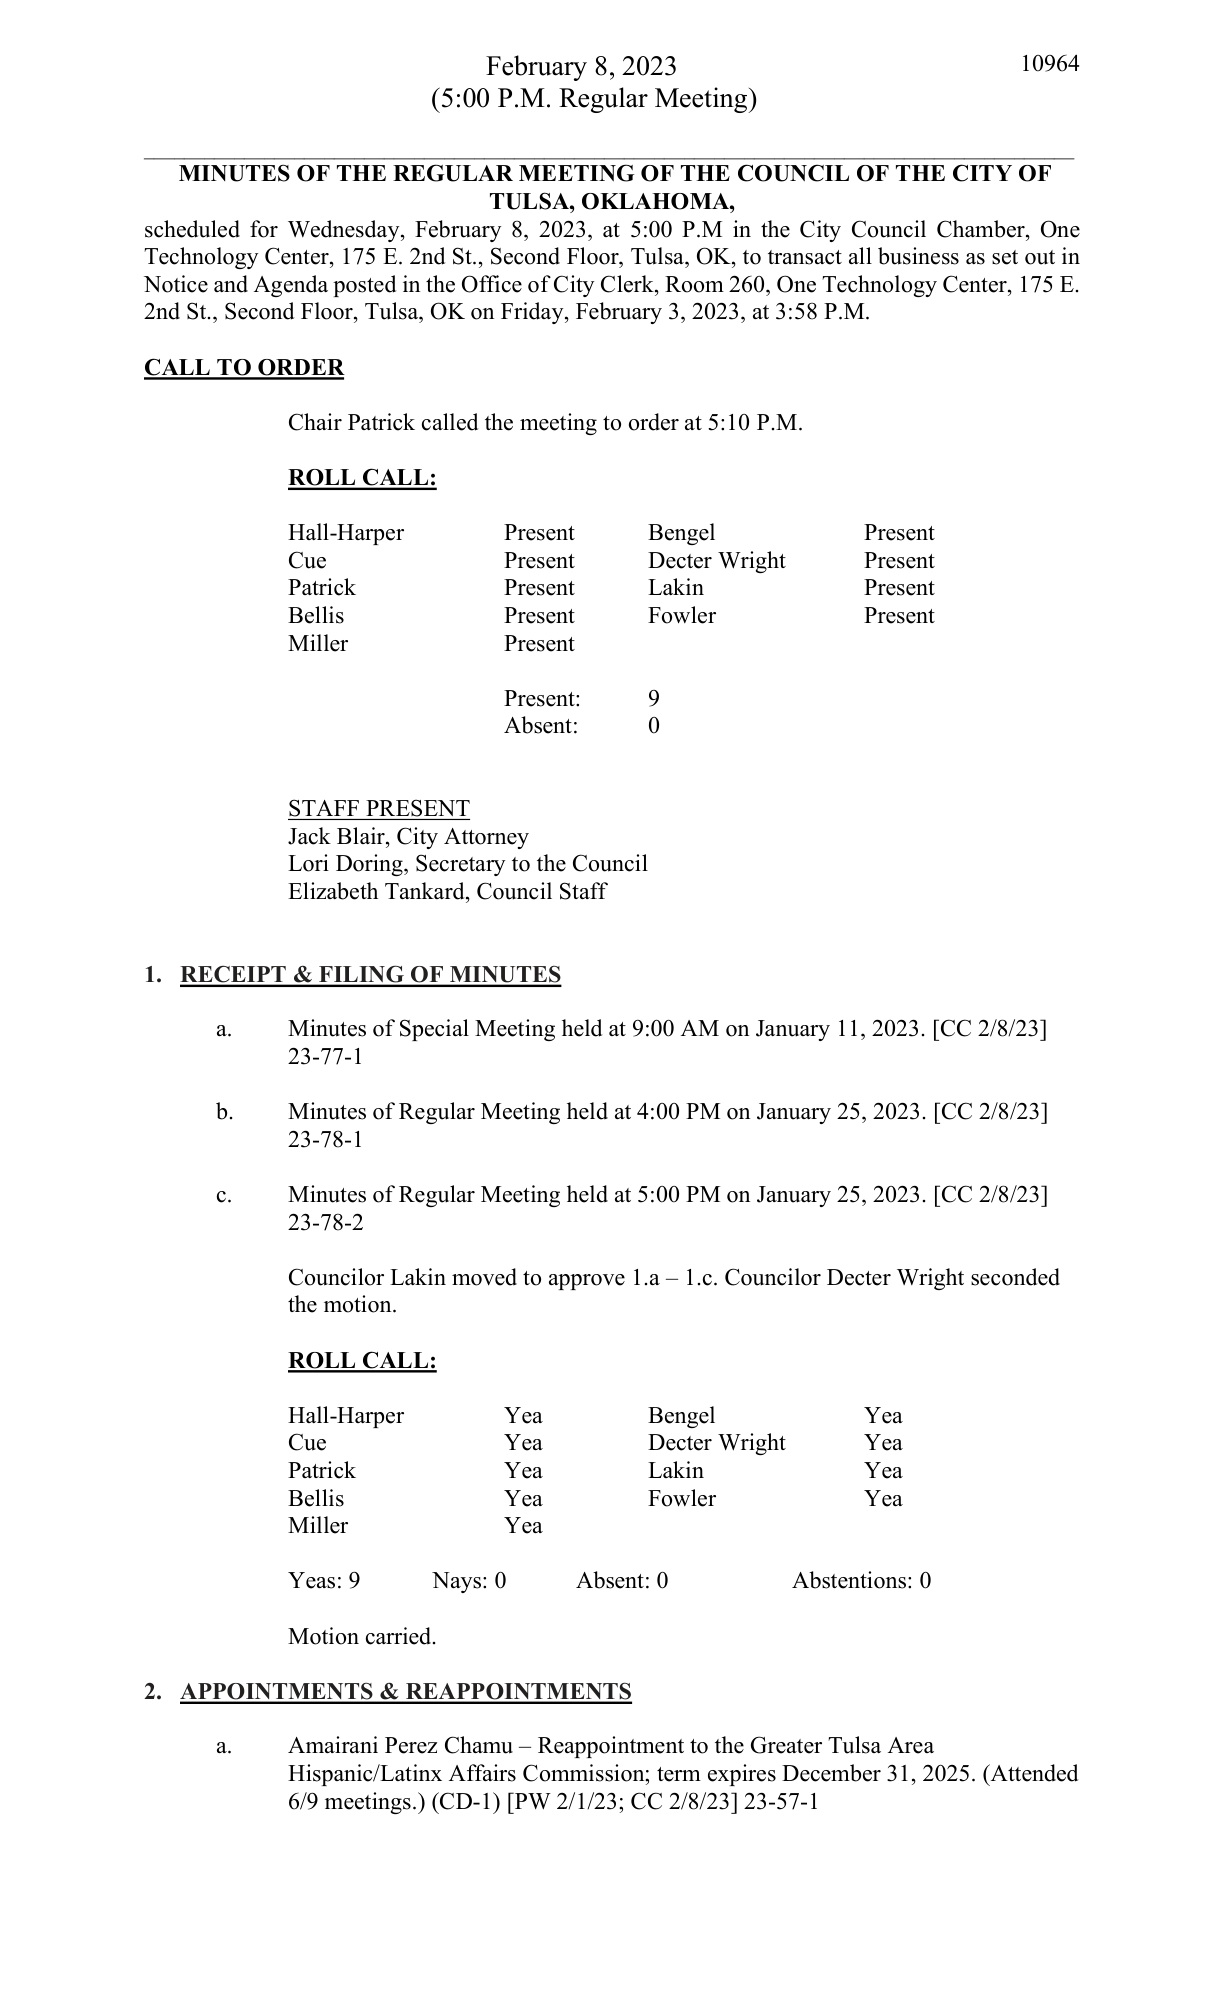 February 8, 2023 10964
(5:00 P.M. Regular Meeting)
MINUTES OF THE REGULAR MEETING OF THE COUNCIL OF THE CITY OF
TULSA, OKLAHOMA,
scheduled for Wednesday, February 8, 2023, at 5:00 P.M in the City Council Chamber, One
Technology Center, 175 E. 2nd St., Second Floor, Tulsa, OK, to transact all business as set out in
Notice and Agenda posted in the Office of City Clerk, Room 260, One Technology Center, 175 E.
2nd St., Second Floor, Tulsa, OK on Friday, February 3, 2023, at 3:58 P.M.
CALL TO ORDER
Chair Patrick called the meeting to order at 5:10 P.M.
ROLL CALL:
Hall-Harper Present Bengel Present
Cue Present Decter Wright Present
Patrick Present Lakin Present
Bellis Present Fowler Present
Miller Present
Present: 9
Absent: 0
STAFF PRESENT
Jack Blair, City Attorney
Lori Doring, Secretary to the Council
Elizabeth Tankard, Council Staff
1. RECEIPT & FILING OF MINUTES
a. Minutes of Special Meeting held at 9:00 AM on January 11, 2023. [CC 2/8/23]
23-77-1
b. Minutes of Regular Meeting held at 4:00 PM on January 25, 2023. [CC 2/8/23]
23-78-1
c. Minutes of Regular Meeting held at 5:00 PM on January 25, 2023. [CC 2/8/23]
23-78-2
Councilor Lakin moved to approve 1.a – 1.c. Councilor Decter Wright seconded
the motion.
ROLL CALL:
Hall-Harper Yea Bengel Yea
Cue Yea Decter Wright Yea
Patrick Yea Lakin Yea
Bellis Yea Fowler Yea
Miller Yea
Yeas: 9 Nays: 0 Absent: 0 Abstentions: 0
Motion carried.
2. APPOINTMENTS & REAPPOINTMENTS
a. Amairani Perez Chamu – Reappointment to the Greater Tulsa Area
Hispanic/Latinx Affairs Commission; term expires December 31, 2025. (Attended
6/9 meetings.) (CD-1) [PW 2/1/23; CC 2/8/23] 23-57-1